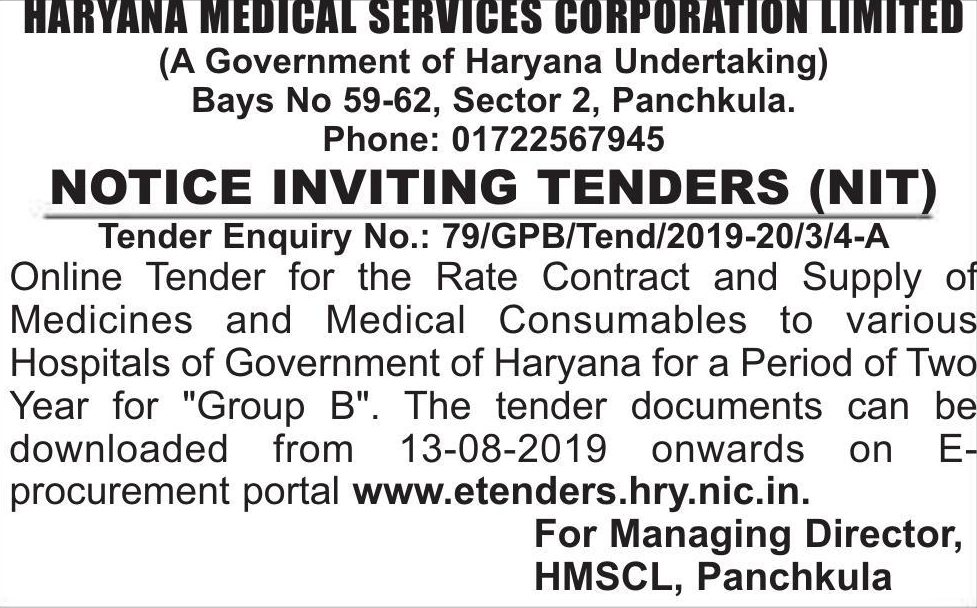 HARYANA MEDICAL SERVICES CORPORATION LIMITED
(A Government of Haryana Undertaking)
Bays No 59-62, Sector 2, Panchkula.
Phone: 01722567945
NOTICE INVITING TENDERS (NIT)
Tender Enquiry No.: 79/GPB/Tend/2019-20/3/4-A
Online Tender for the Rate Contract and Supply of
Medicines and Medical Consumables to various
Hospitals of Government of Haryana for a Period of Two
Year for "Group B". The tender documents can be
downloaded from 13-08-2019 onwards on E-
procurement portal www.etenders.hry.nic.in.
For Managing Director,
HMSCL, Panchkula